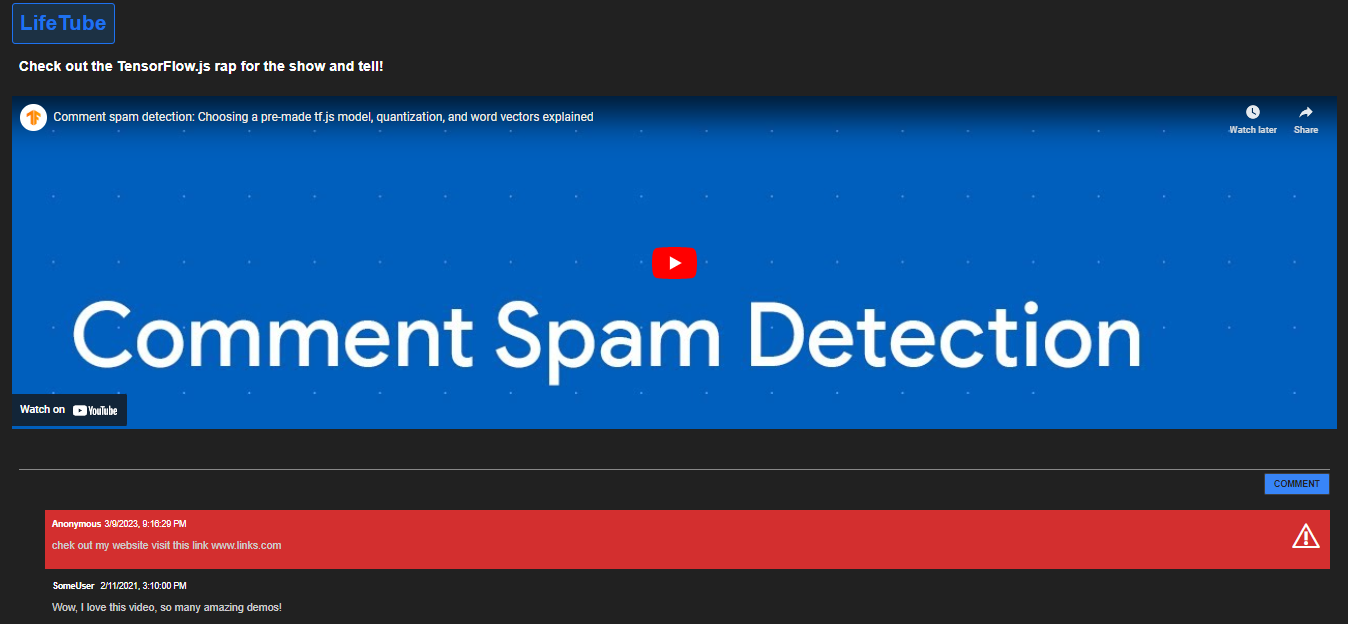 LifeTube
Check out the TensorFlow.js rap for the show and tell!
Comment spam detection: Choosing a pre-made tf.js model, quantization, and word vectors explained
Watch later
Share
Comment Spam Detection
Watch on YouTube
COMMENT
Anonymous 3/9/2023, 9:16:29 PM
chek out my website visit this link www.links.com
SomeUser 2/11/2021, 3:10:00 PM
Wow, I love this video, so many amazing demos!